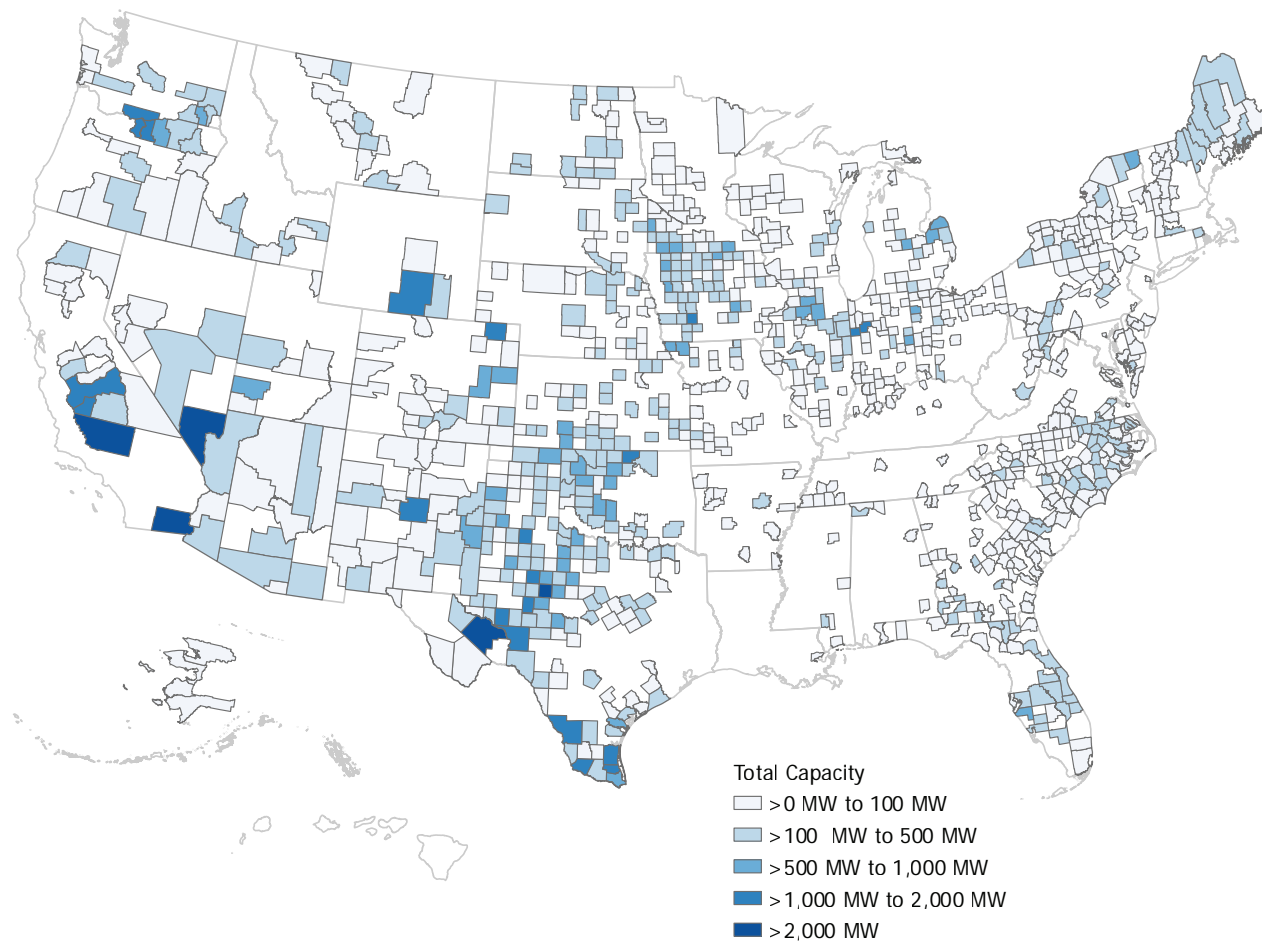 Total Capacity
>0 MW to 100 MW
>100 MW to 500 MW
>500 MW to 1,000 MW
>1,000 MW to 2,000 MW
>2,000 MW